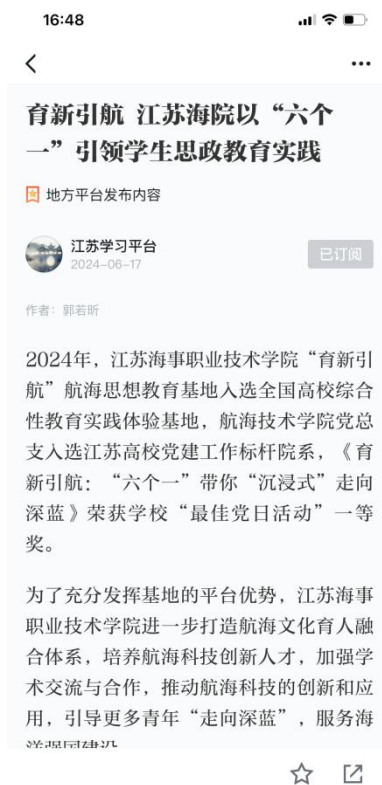 16:48
育新引航 江苏海院以“六个
一”引领学生思政教育实践
地方平台发布内容
江苏学习平台
2024-06-17
已订阅
作者：郭若昕
2024年，江苏海事职业技术学院“育新引
航”航海思想教育基地入选全国高校综合
性教育实践体验基地，航海技术学院党总
支入选江苏高校党建工作标杆院系，《育
新引航：“六个一”带你“沉浸式”走向
深蓝》荣获学校“最佳党日活动”一等
奖。
为了充分发挥基地的平台优势，江苏海事
职业技术学院进一步打造航海文化育人融
合体系，培养航海科技创新人才，加强学
术交流与合作，推动航海科技的创新和应
用，引导更多青年“走向深蓝”，服务海
洋强国建设